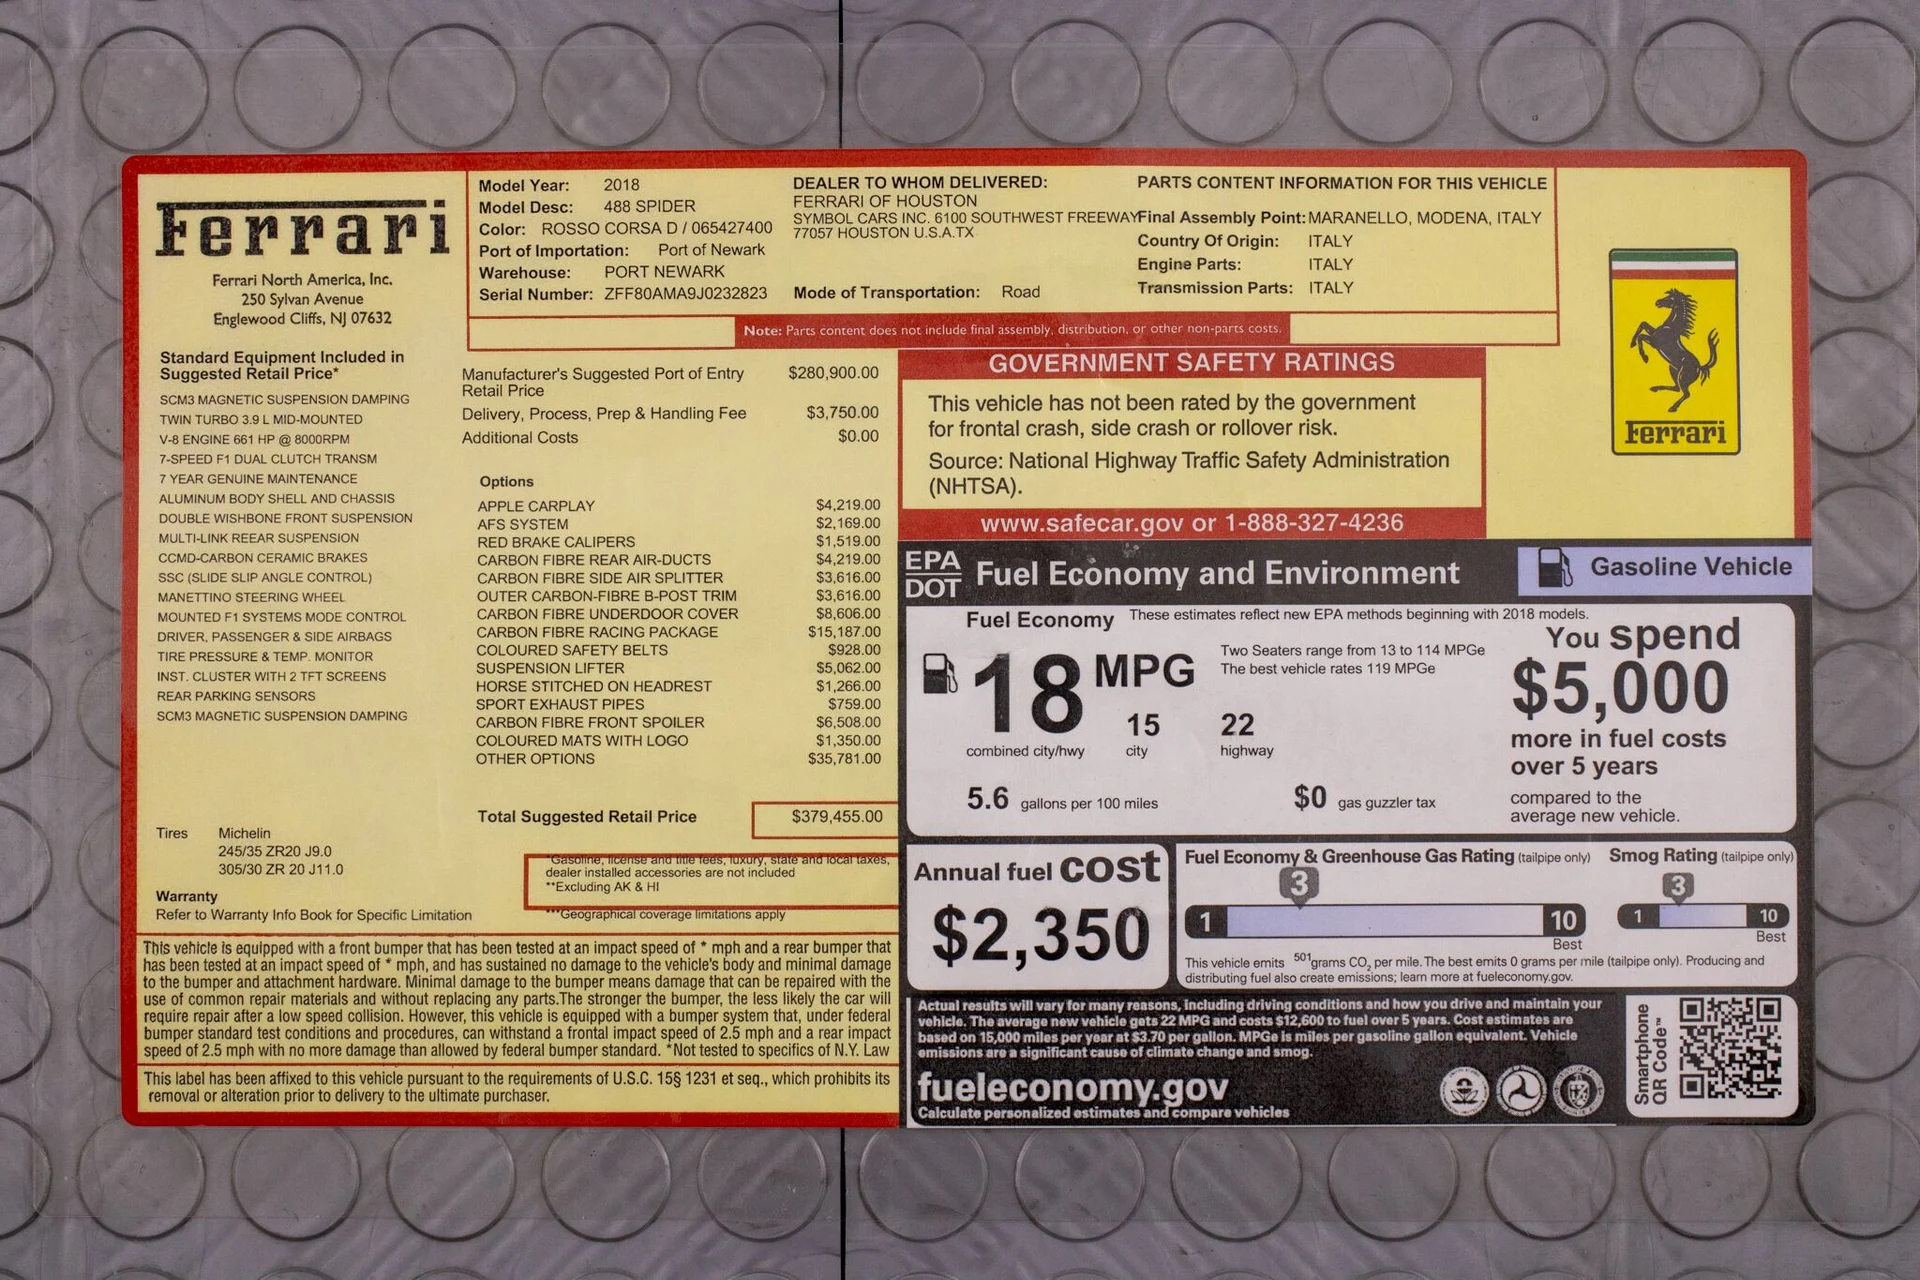 Ferrari
Ferrari North America, Inc.
250 Sylvan Avenue
Englewood Cliffs, NJ 07632
Model Year: 2018
Model Desc: 488 SPIDER
Color: ROSSO CORSA D / 065427400
Port of Importation: Port of Newark
Warehouse: PORT NEWARK
Serial Number: ZFF80AMA9J0232823
DEALER TO WHOM DELIVERED:
FERRARI OF HOUSTON
SYMBOL CARS INC. 6100 SOUTHWEST FREEWAY
77057 HOUSTON U.S.A.TX
Mode of Transportation: Road
PARTS CONTENT INFORMATION FOR THIS VEHICLE
Final Assembly Point: MARANELLO, MODENA, ITALY
Country Of Origin: ITALY
Engine Parts: ITALY
Transmission Parts: ITALY
Note: Parts content does not include final assembly, distribution, or other non-parts costs.
Ferrari
Standard Equipment Included in
Suggested Retail Price*
SCM3 MAGNETIC SUSPENSION DAMPING
TWIN TURBO 3.9 L MID-MOUNTED
V-8 ENGINE 661 HP @ 8000RPM
7-SPEED F1 DUAL CLUTCH TRANSM
7 YEAR GENUINE MAINTENANCE
ALUMINUM BODY SHELL AND CHASSIS
DOUBLE WISHBONE FRONT SUSPENSION
MULTI-LINK REEAR SUSPENSION
CCMD-CARBON CERAMIC BRAKES
SSC (SLIDE SLIP ANGLE CONTROL)
MANETTINO STEERING WHEEL
MOUNTED F1 SYSTEMS MODE CONTROL
DRIVER, PASSENGER & SIDE AIRBAGS
TIRE PRESSURE & TEMP. MONITOR
INST. CLUSTER WITH 2 TFT SCREENS
REAR PARKING SENSORS
SCM3 MAGNETIC SUSPENSION DAMPING
Tires Michelin
245/35 ZR20 J9.0
305/30 ZR 20 J11.0
Warranty
Refer to Warranty Info Book for Specific Limitation
Manufacturer's Suggested Port of Entry $280,900.00
Retail Price
Delivery, Process, Prep & Handling Fee $3,750.00
Additional Costs $0.00
Options
APPLE CARPLAY $4,219.00
AFS SYSTEM $2,169.00
RED BRAKE CALIPERS $1,519.00
CARBON FIBRE REAR AIR-DUCTS $4,219.00
CARBON FIBRE SIDE AIR SPLITTER $3,616.00
OUTER CARBON-FIBRE B-POST TRIM $3,616.00
CARBON FIBRE UNDERDOOR COVER $8,606.00
CARBON FIBRE RACING PACKAGE $15,187.00
COLOURED SAFETY BELTS $928.00
SUSPENSION LIFTER $5,062.00
HORSE STITCHED ON HEADREST $1,266.00
SPORT EXHAUST PIPES $759.00
CARBON FIBRE FRONT SPOILER $6,508.00
COLOURED MATS WITH LOGO $1,350.00
OTHER OPTIONS $35,781.00
Total Suggested Retail Price $379,455.00
*Gasoline, license and title fees, luxury, state and local taxes,
dealer installed accessories are not included
**Excluding AK & HI
***Geographical coverage limitations apply
This vehicle is equipped with a front bumper that has been tested at an impact speed of * mph and a rear bumper that
has been tested at an impact speed of * mph, and has sustained no damage to the vehicle's body and minimal damage
to the bumper and attachment hardware. Minimal damage to the bumper means damage that can be repaired with the
use of common repair materials and without replacing any parts.The stronger the bumper, the less likely the car will
require repair after a low speed collision. However, this vehicle is equipped with a bumper system that, under federal
bumper standard test conditions and procedures, can withstand a frontal impact speed of 2.5 mph and a rear impact
speed of 2.5 mph with no more damage than allowed by federal bumper standard. *Not tested to specifics of N.Y. Law
This label has been affixed to this vehicle pursuant to the requirements of U.S.C. 15§ 1231 et seq., which prohibits its
removal or alteration prior to delivery to the ultimate purchaser.
GOVERNMENT SAFETY RATINGS
This vehicle has not been rated by the government
for frontal crash, side crash or rollover risk.
Source: National Highway Traffic Safety Administration
(NHTSA).
www.safecar.gov or 1-888-327-4236
EPA
DOT
Fuel Economy and Environment
Gasoline Vehicle
Fuel Economy
These estimates reflect new EPA methods beginning with 2018 models.
18 MPG
Two Seaters range from 13 to 114 MPGe
The best vehicle rates 119 MPGe
15 22
combined city/hwy city highway
5.6 gallons per 100 miles
$0 gas guzzler tax
You spend
$5,000
more in fuel costs
over 5 years
compared to the
average new vehicle.
Annual fuel cost
$2,350
Fuel Economy & Greenhouse Gas Rating (tailpipe only)
3
1 10
Best
Smog Rating (tailpipe only)
3
1 10
Best
This vehicle emits 501grams CO2 per mile. The best emits 0 grams per mile (tailpipe only). Producing and
distributing fuel also create emissions; learn more at fueleconomy.gov.
Actual results will vary for many reasons, including driving conditions and how you drive and maintain your
vehicle. The average new vehicle gets 22 MPG and costs $12,600 to fuel over 5 years. Cost estimates are
based on 15,000 miles per year at $3.70 per gallon. MPGe is miles per gasoline gallon equivalent. Vehicle
emissions are a significant cause of climate change and smog.
fueleconomy.gov
Calculate personalized estimates and compare vehicles
Smartphone
QR Code™